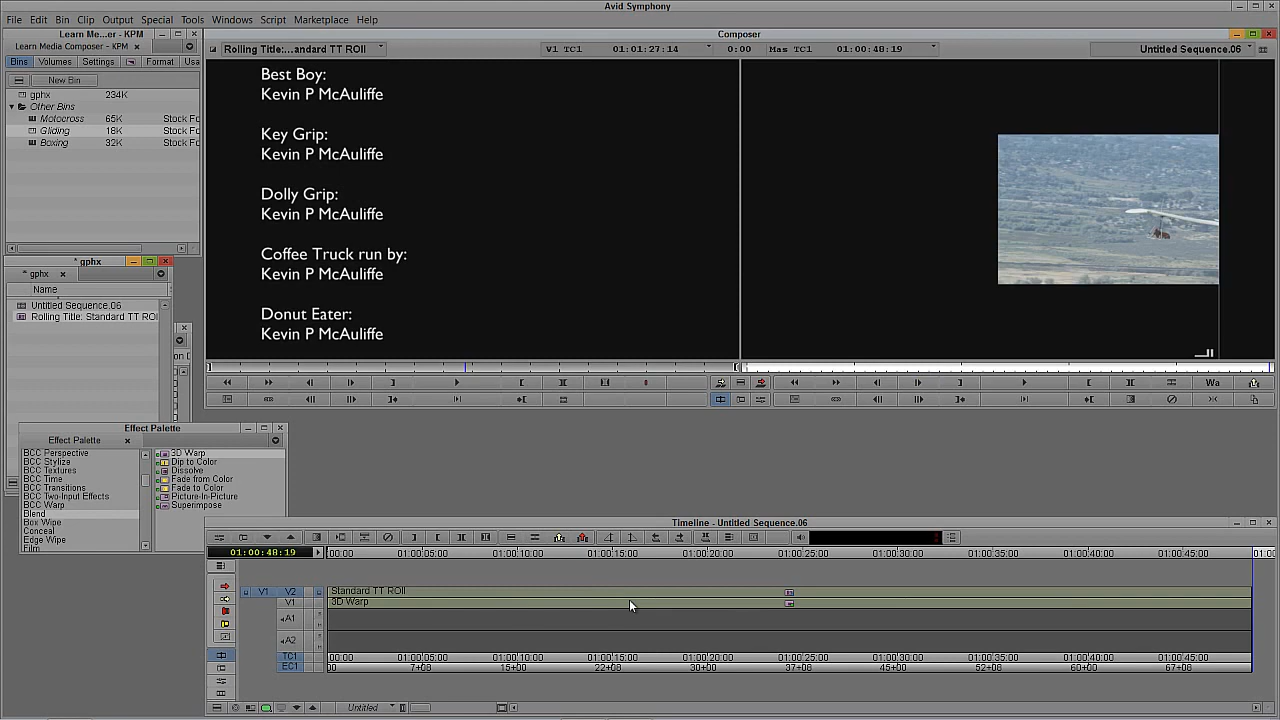 Avid Symphony
File Edit Bin Clip Output Special Tools Windows Script Marketplace Help
Learn Me...er - KPM
Learn Media Composer - KPM
Bins Volumes Settings Format Usa
New Bin
gphx 234K
Other Bins
Motocross 65K Stock Fo
Gliding 18K Stock Fo
Boxing 32K Stock Fo
Composer
Rolling Title:...andard TT ROll V1 TC1 01:01:27:14 0:00 Mas TC1 01:00:48:19 Untitled Sequence.06
Best Boy:
Kevin P McAuliffe
Key Grip:
Kevin P McAuliffe
Dolly Grip:
Kevin P McAuliffe
Coffee Truck run by:
Kevin P McAuliffe
Donut Eater:
Kevin P McAuliffe
Wa
* gphx
* gphx
Name
Untitled Sequence.06
Rolling Title: Standard TT ROl
Effect Palette
Effect Palette
BCC Perspective
BCC Stylize
BCC Textures
BCC Time
BCC Transitions
BCC Two-Input Effects
BCC Warp
Blend
Box Wipe
Conceal
Edge Wipe
Film
3D Warp
Dip to Color
Dissolve
Fade from Color
Fade to Color
Picture-In-Picture
Superimpose
Timeline - Untitled Sequence.06
01:00:48:19 00:00 01:00:05:00 01:00:10:00 01:00:15:00 01:00:20:00 01:00:25:00 01:00:30:00 01:00:35:00 01:00:40:00 01:00:45:00 01:00
V1 V2 Standard TT ROll
V1 3D Warp
A1
A2
TC1 00:00 01:00:05:00 01:00:10:00 01:00:15:00 01:00:20:00 01:00:25:00 01:00:30:00 01:00:35:00 01:00:40:00 01:00:45:00
EC1 00 7+08 15+00 22+08 30+00 37+08 45+00 52+08 60+00 67+08
Untitled